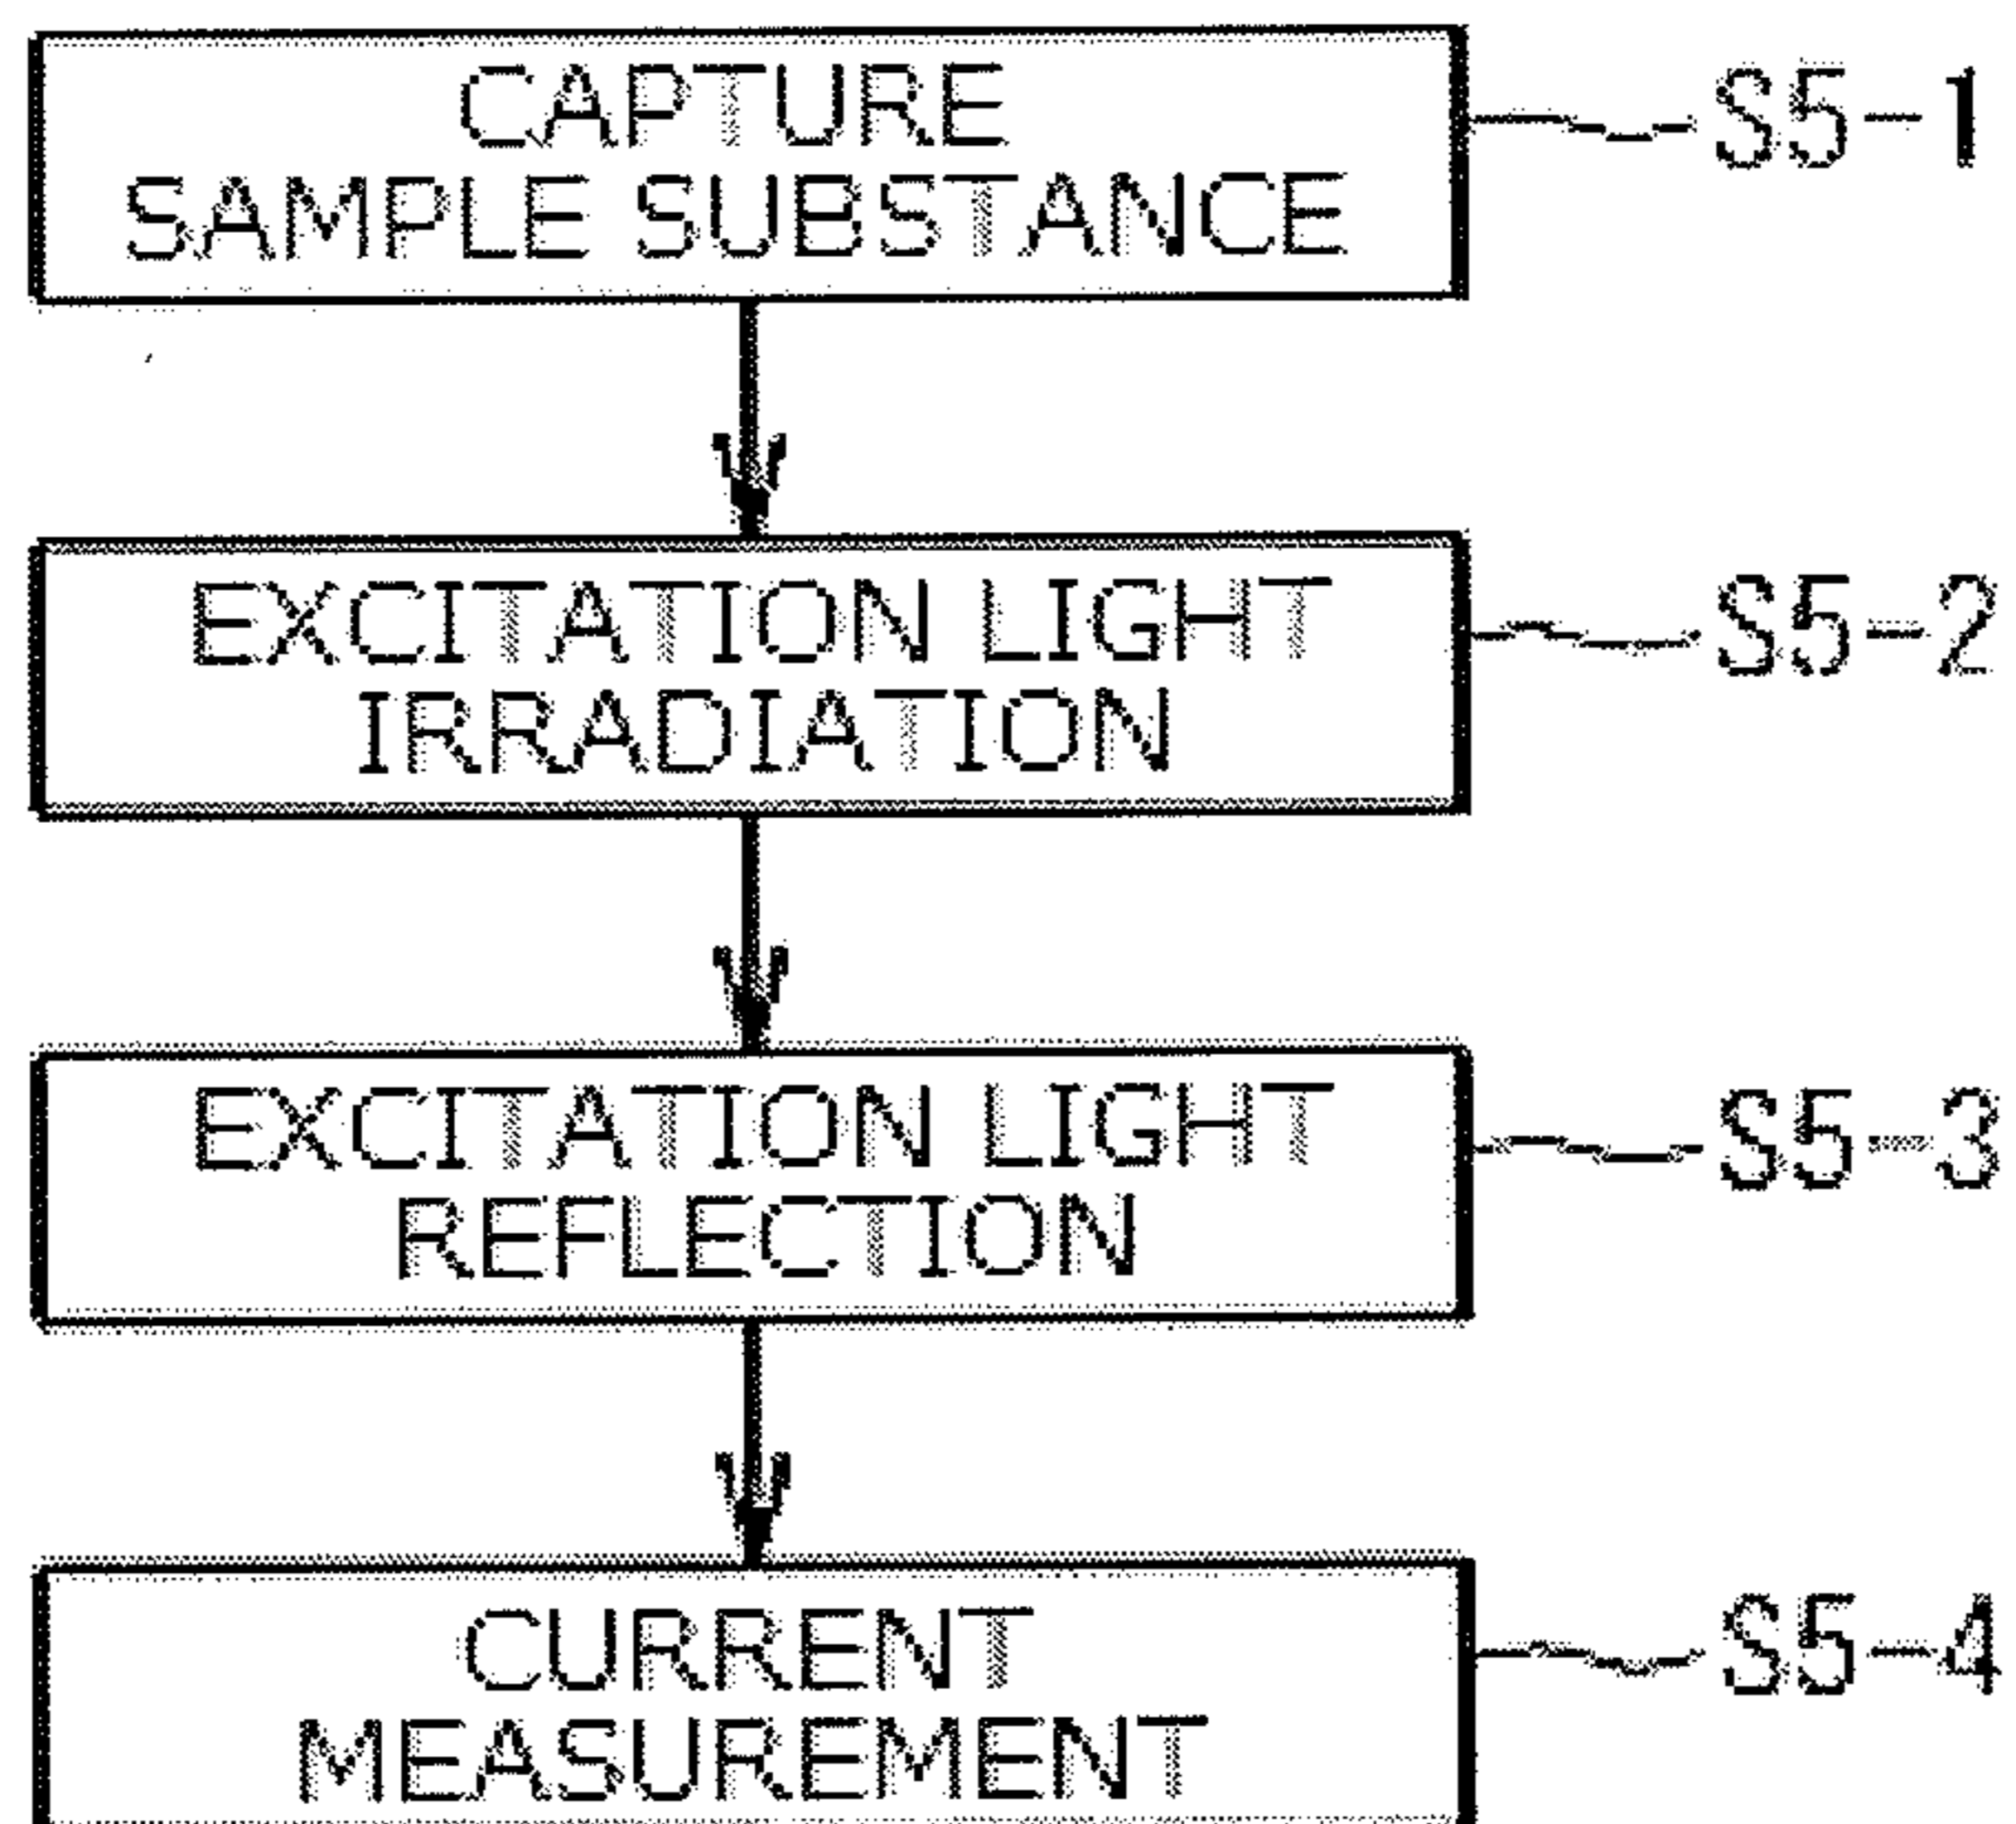 CAPTURE
SAMPLE SUBSTANCE
S5-1
EXCITATION LIGHT
IRRADIATION
S5-2
EXCITATION LIGHT
REFLECTION
S5-3
CURRENT
MEASUREMENT
S5-4